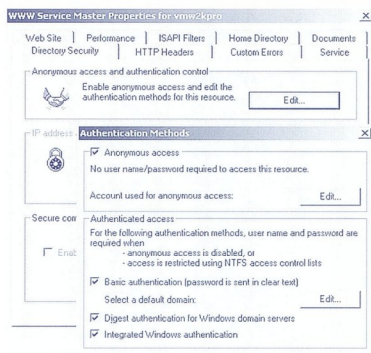 WWW Service Master Properties for vmw2kpro
Web Site Performance ISAPI Filters Home Directory Documents
Directory Security HTTP Headers Custom Errors Service
Anonymous access and authentication control
Enable anonymous access and edit the
authentication methods for this resource.
Edit...
IP address
Authentication Methods
Anonymous access
No user name/password required to access this resource.
Account used for anonymous access:
Edit...
Secure com
Enab
Authenticated access
For the following authentication methods, user name and password are
required when
- anonymous access is disabled, or
- access is restricted using NTFS access control lists
Basic authentication (password is sent in clear text)
Select a default domain:
Edit...
Digest authentication for Windows domain servers
Integrated Windows authentication